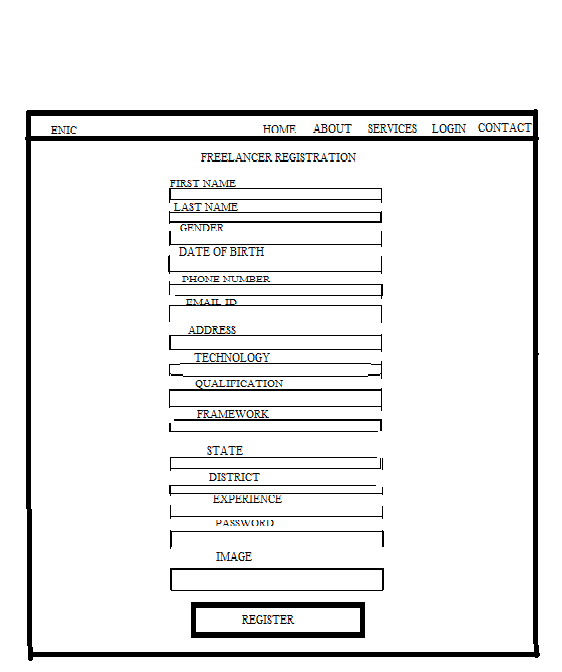 ENIC HOME ABOUT SERVICES LOGIN CONTACT
FREELANCER REGISTRATION
FIRST NAME
LAST NAME
GENDER
DATE OF BIRTH
PHONE NUMBER
EMAIL ID
ADDRESS
TECHNOLOGY
QUALIFICATION
FRAMEWORK
STATE
DISTRICT
EXPERIENCE
PASSWORD
IMAGE
REGISTER